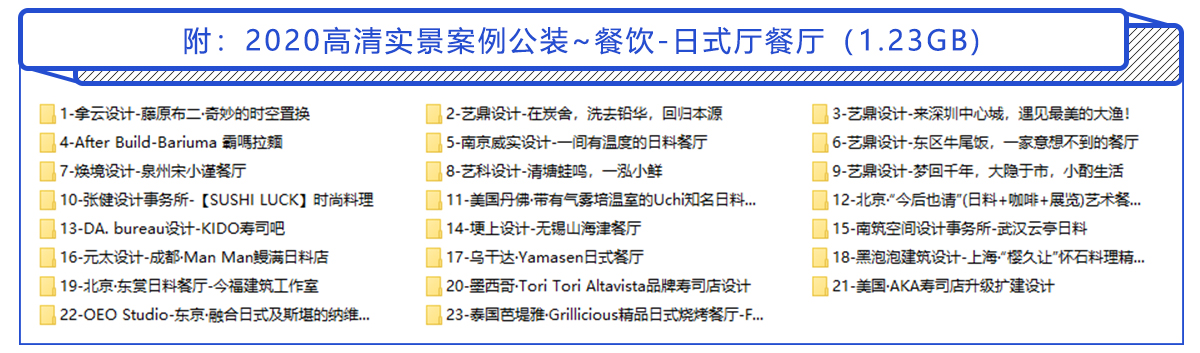 附：2020高清实景案例公装~餐饮-日式厅餐厅（1.23GB）
1-拿云设计-藤原布二·奇妙的时空置换
2-艺鼎设计-在炭舍，洗去铅华，回归本源
3-艺鼎设计-来深圳中心城，遇见最美的大渔！
4-After Build-Bariuma 霸嗎拉麵
5-南京威实设计-一间有温度的日料餐厅
6-艺鼎设计-东区牛尾饭，一家意想不到的餐厅
7-焕境设计-泉州宋小谨餐厅
8-艺科设计-清塘蛙鸣，一泓小鲜
9-艺鼎设计-梦回千年，大隐于市，小酌生活
10-张健设计事务所-【SUSHI LUCK】时尚料理
11-美国丹佛·带有气雾培温室的Uchi知名日料...
12-北京·“今后也请”(日料+咖啡+展览)艺术餐...
13-DA. bureau设计-KIDO寿司吧
14-埂上设计-无锡山海津餐厅
15-南筑空间设计事务所-武汉云亭日料
16-元太设计-成都·Man Man鳗满日料店
17-乌干达·Yamasen日式餐厅
18-黑泡泡建筑设计-上海·“樱久让”怀石料理精...
19-北京·东赏日料餐厅-今福建筑工作室
20-墨西哥·Tori Tori Altavista品牌寿司店设计
21-美国·AKA寿司店升级扩建设计
22-OEO Studio-东京·融合日式及斯堪的纳维...
23-泰国芭堤雅·Grillicious精品日式烧烤餐厅-F...